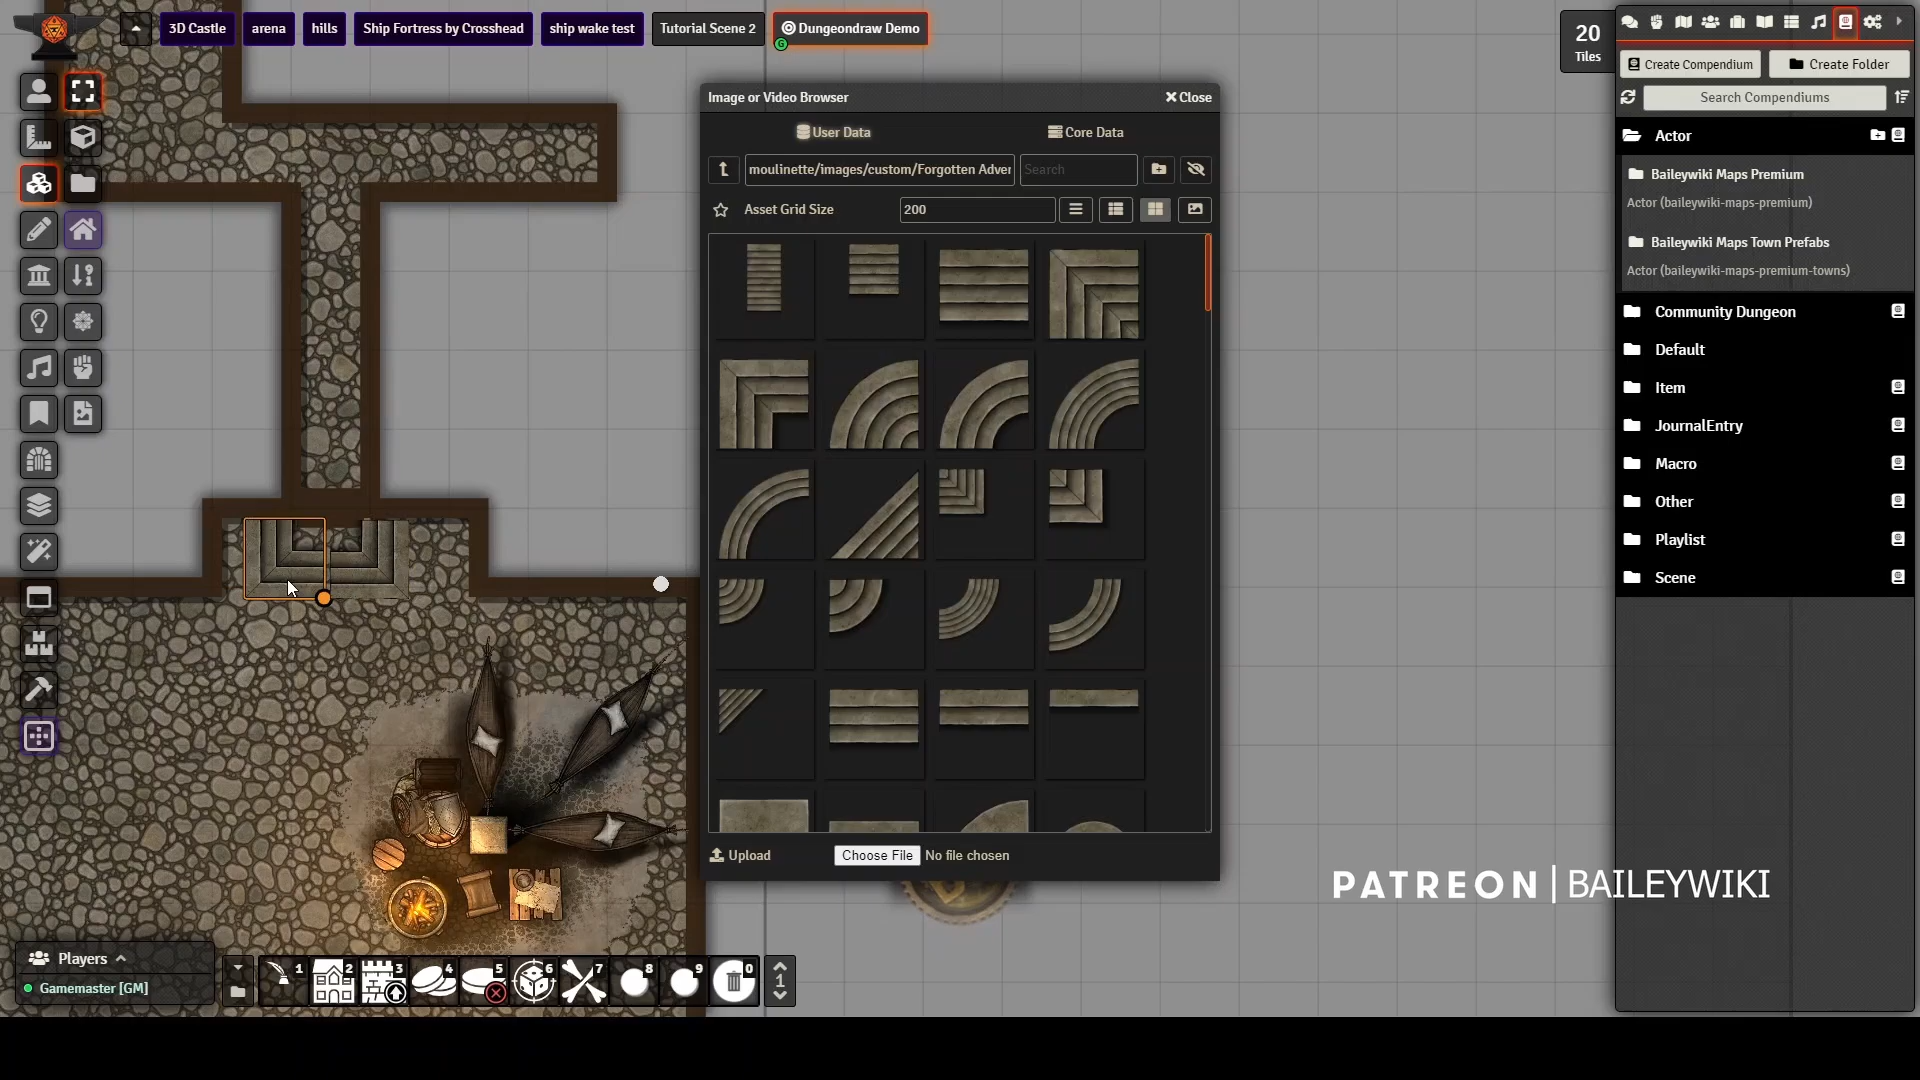 3D Castle
arena
hills
Ship Fortress by Crosshead
ship wake test
Tutorial Scene 2
Dungeondraw Demo
G
20
Tiles
Create Compendium
Create Folder
Search Compendiums
Actor
Baileywiki Maps Premium
Actor (baileywiki-maps-premium)
Baileywiki Maps Town Prefabs
Actor (baileywiki-maps-premium-towns)
Community Dungeon
Default
Item
JournalEntry
Macro
Other
Playlist
Scene
Image or Video Browser
Close
User Data
Core Data
moulinette/images/custom/Forgotten Adver
Search
Asset Grid Size
200
Upload
Choose File
No file chosen
PATREON | BAILEYWIKI
Players
Gamemaster [GM]
1
2
3
4
5
6
7
8
9
0
1